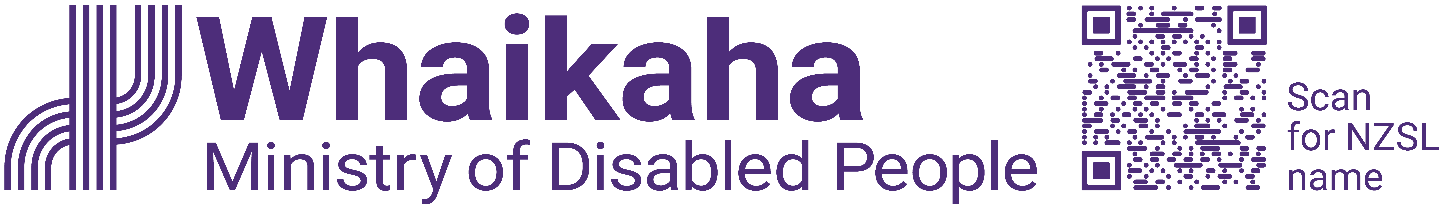 Whaikaha
Ministry of Disabled People
Scan
for NZSL
name